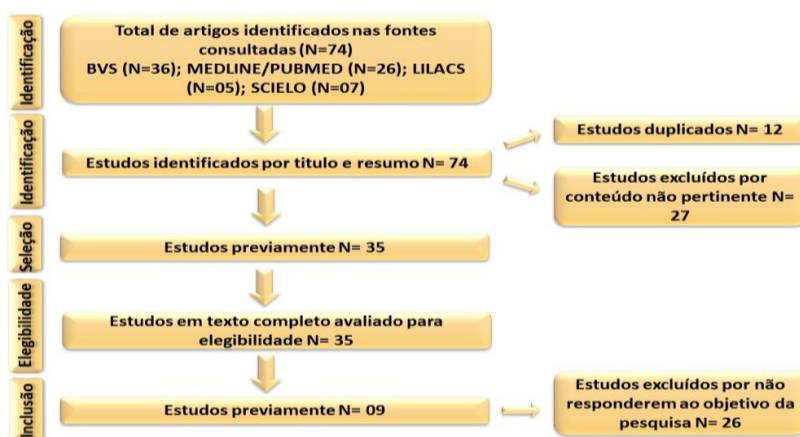 Identificação
Total de artigos identificados nas fontes
consultadas (N=74)
BVS (N=36); MEDLINE/PUBMED (N=26); LILACS
(N=05); SCIELO (N=07)
Identificação
Estudos identificados por titulo e resumo N= 74
Estudos duplicados N= 12
Estudos excluídos por
conteúdo não pertinente N=
27
Seleção
Estudos previamente N= 35
Elegibilidade
Estudos em texto completo avaliado para
elegibilidade N= 35
Inclusão
Estudos previamente N= 09
Estudos excluídos por não
responderem ao objetivo da
pesquisa N= 26